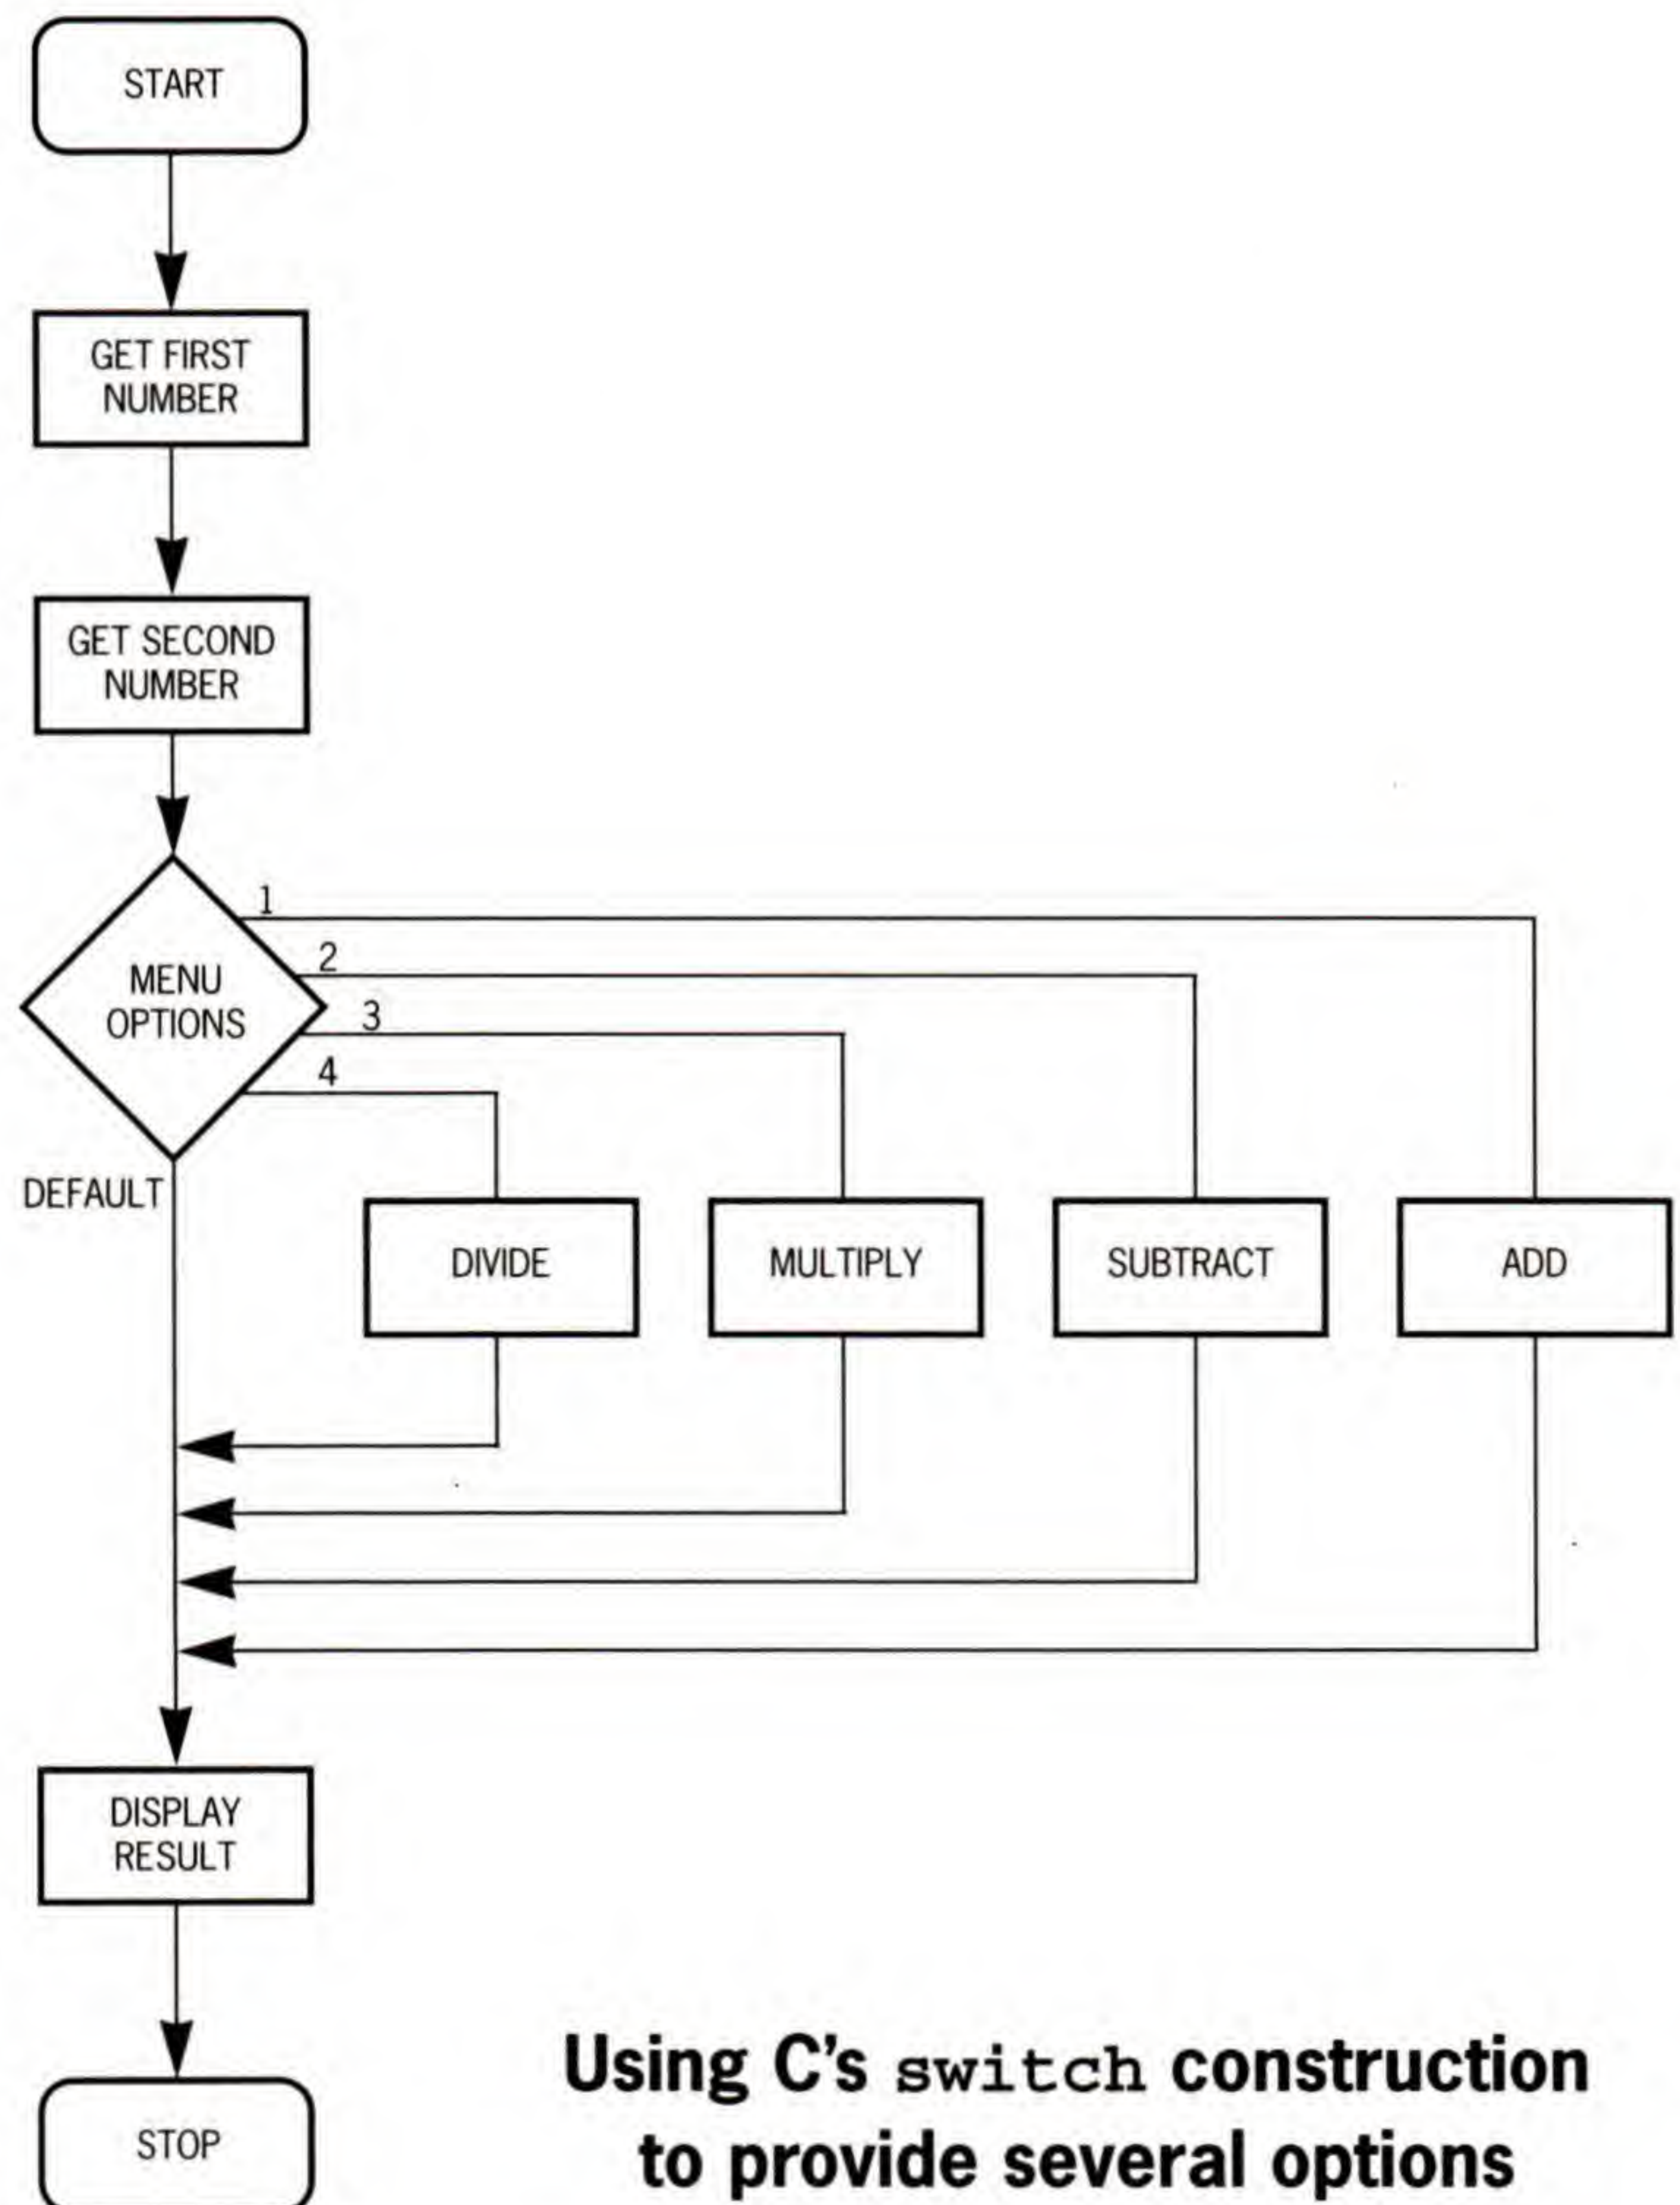 START
GET FIRST
NUMBER
GET SECOND
NUMBER
1
2
MENU
OPTIONS
3
4
DEFAULT
DIVIDE
MULTIPLY
SUBTRACT
ADD
DISPLAY
RESULT
STOP
Using C's switch construction
to provide several options